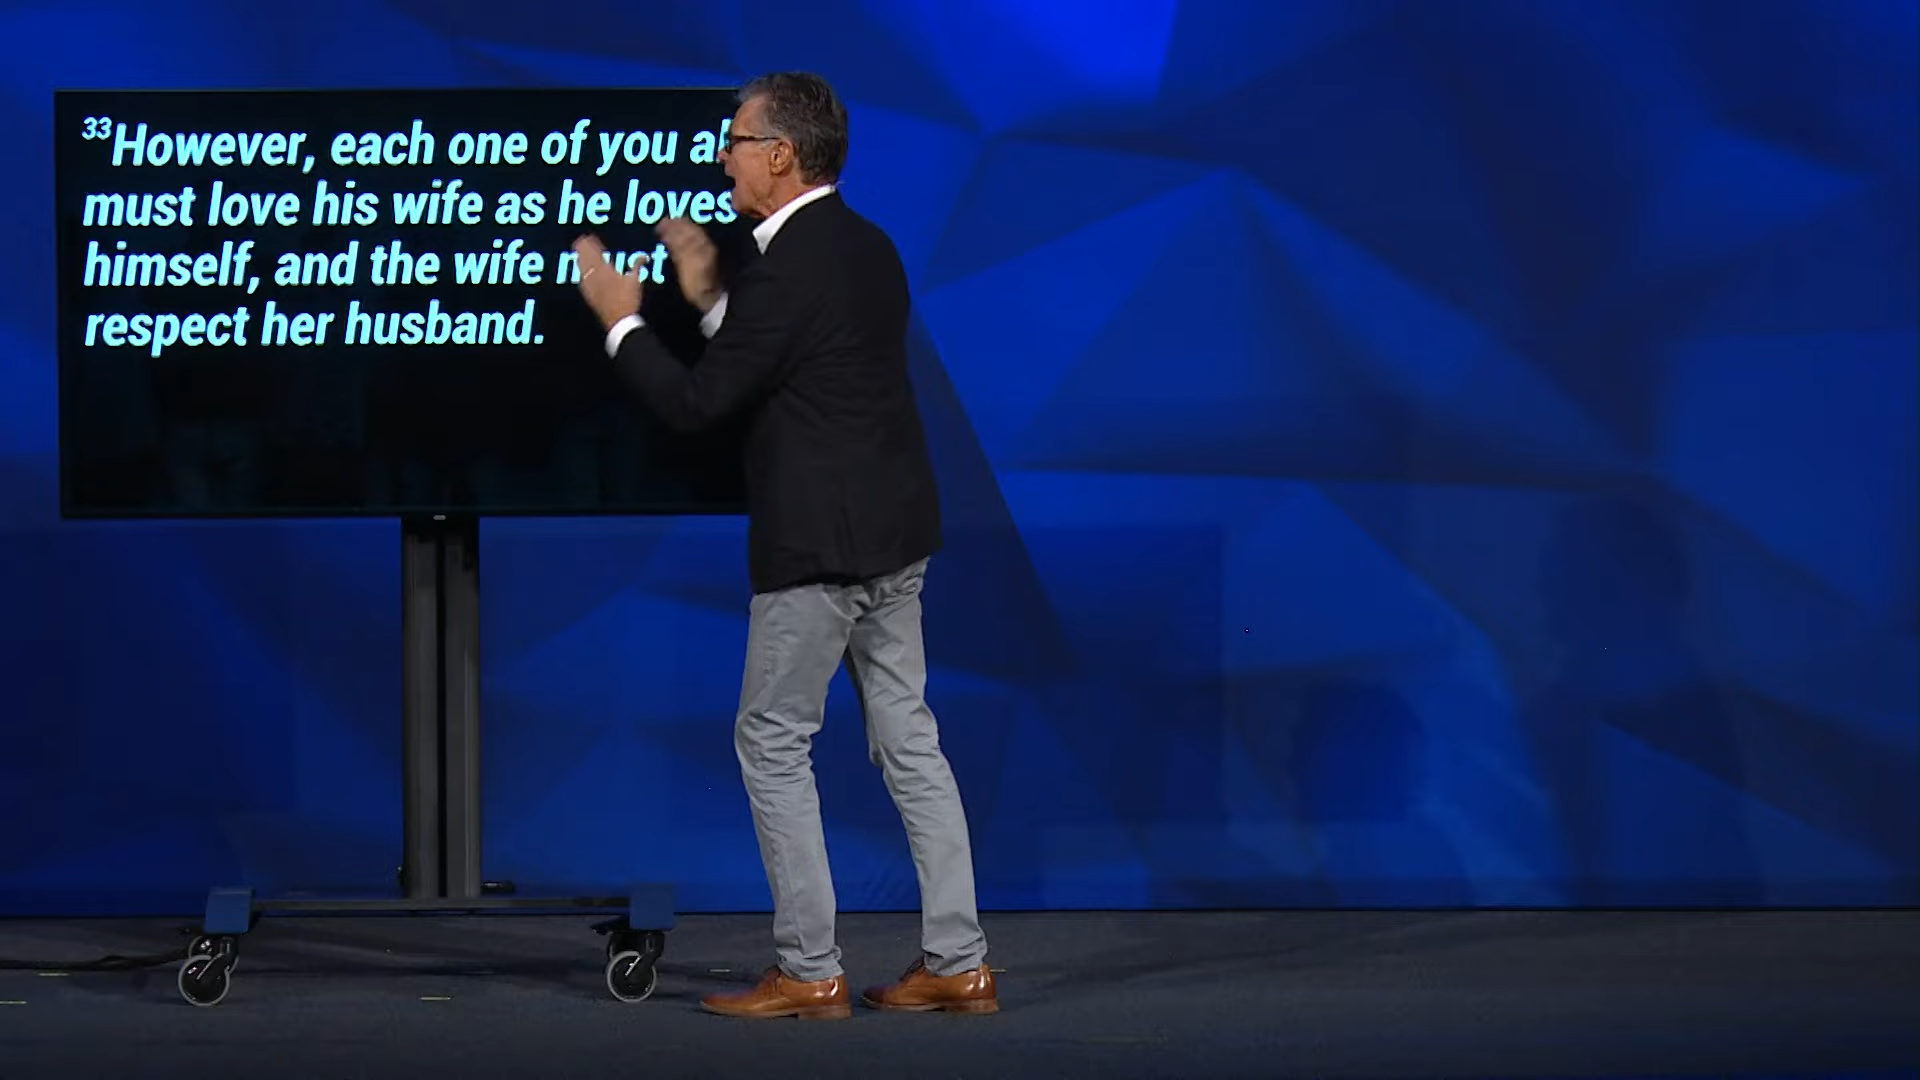 33However, each one of you
must love his wife as he loves
himself, and the wife must
respect her husband.